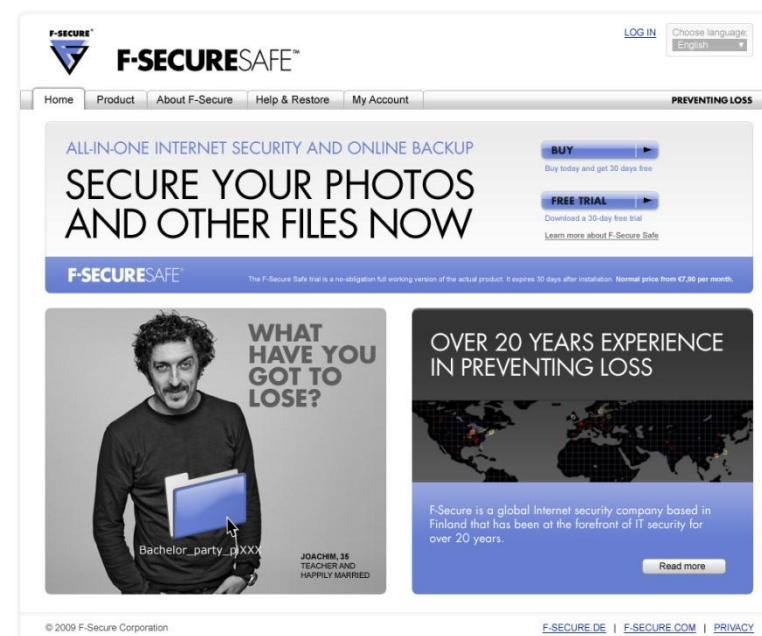 F-SECURE®
F-SECURESAFE™
LOG IN
Choose language:
English
Home
Product
About F-Secure
Help & Restore
My Account
PREVENTING LOSS
ALL-IN-ONE INTERNET SECURITY AND ONLINE BACKUP
SECURE YOUR PHOTOS
AND OTHER FILES NOW
BUY
Buy today and get 30 days free
FREE TRIAL
Download a 30-day free trial
Learn more about F-Secure Safe
F-SECURESAFE™
The F-Secure Safe trial is a no-obligation full working version of the actual product. It expires 30 days after installation. Normal price from €7,90 per month.
WHAT
HAVE YOU
GOT TO
LOSE?
Bachelor_party_piXXX
JOACHIM, 35
TEACHER AND
HAPPILY MARRIED
OVER 20 YEARS EXPERIENCE
IN PREVENTING LOSS
F-Secure is a global Internet security company based in
Finland that has been at the forefront of IT security for
over 20 years.
Read more
© 2009 F-Secure Corporation
F-SECURE.DE | F-SECURE.COM | PRIVACY